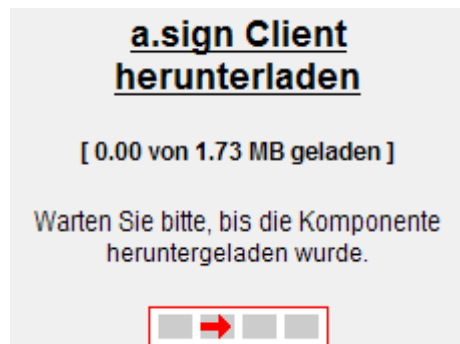 a.sign Client
herunterladen
[ 0.00 von 1.73 MB geladen ]
Warten Sie bitte, bis die Komponente
heruntergeladen wurde.